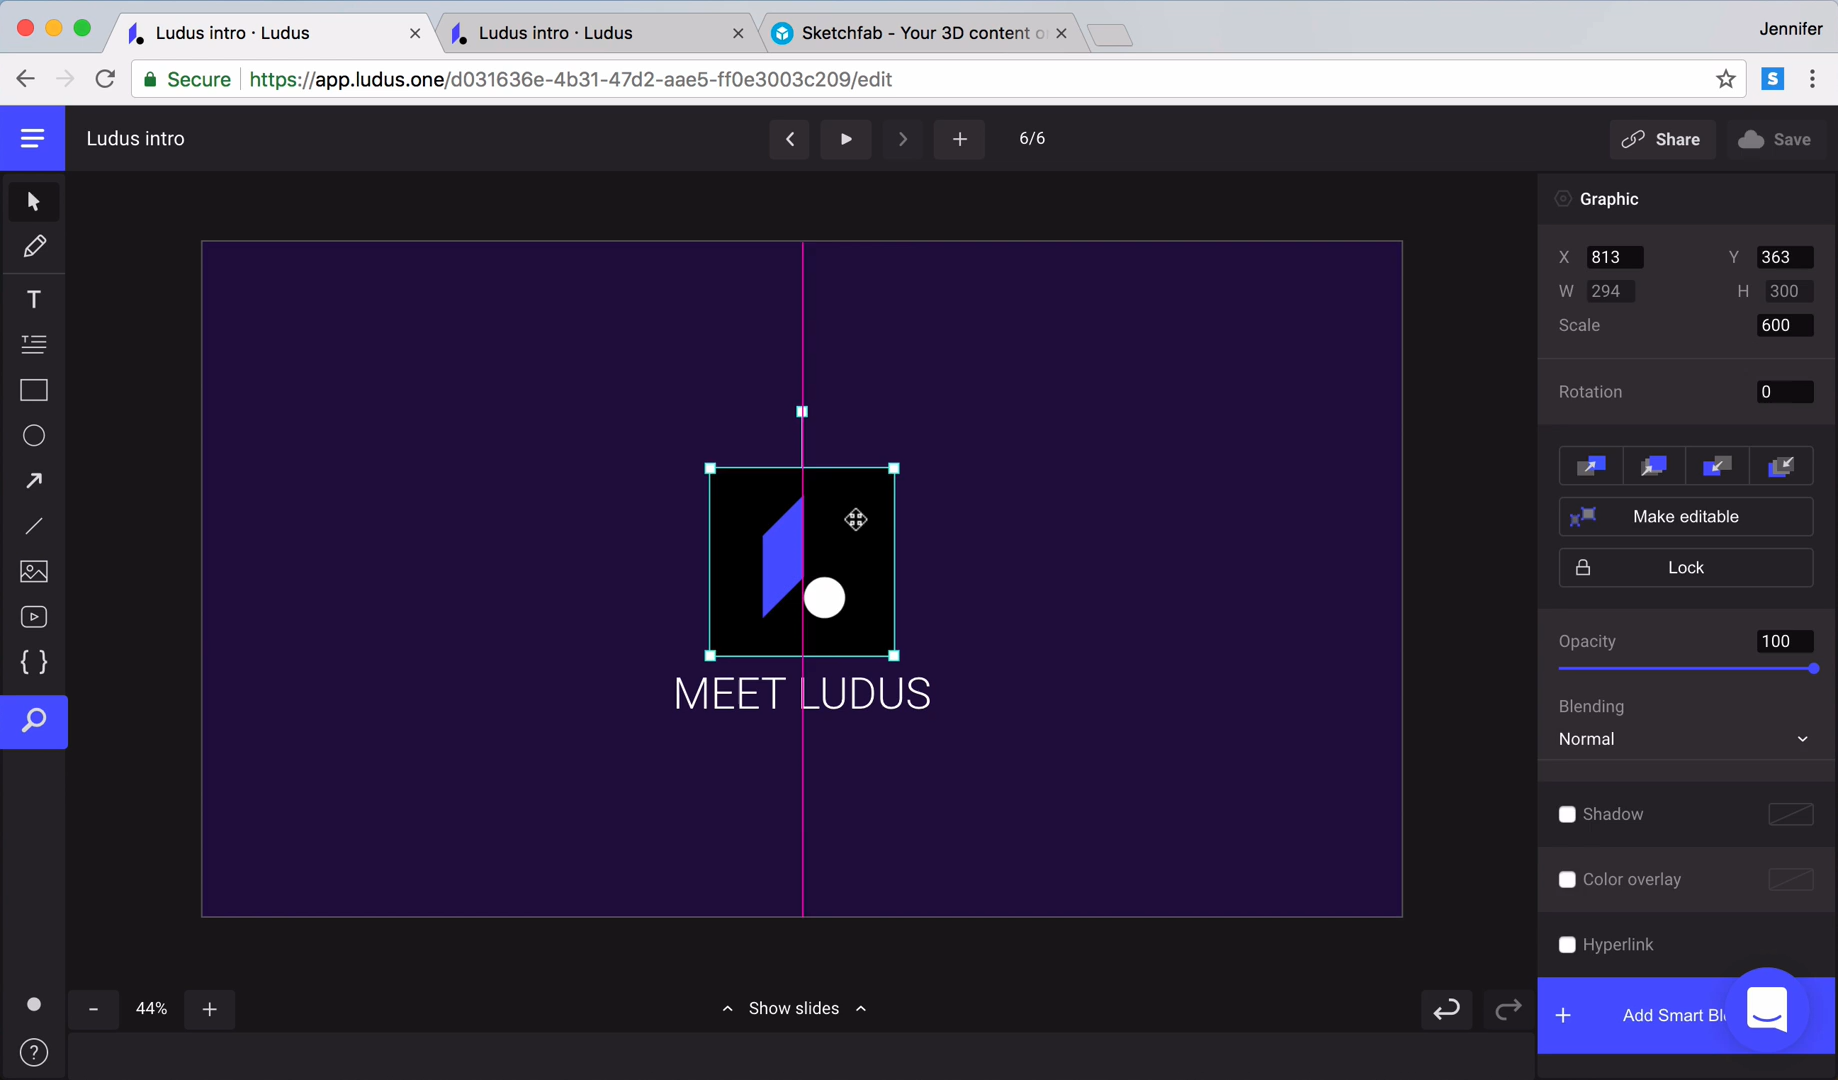 Ludus intro · Ludus
Ludus intro · Ludus
Sketchfab - Your 3D content o
Jennifer
Secure
https://app.ludus.one/d031636e-4b31-47d2-aae5-ff0e3003c209/edit
S
Ludus intro
6/6
Share
Save
Graphic
X 813 Y 363
W 294 H 300
Scale 600
Rotation 0
Make editable
Lock
Opacity 100
Blending
Normal
Shadow
Color overlay
Hyperlink
+ Add Smart Bl
T
T
{ }
MEET LUDUS
- 44% +
Show slides
?